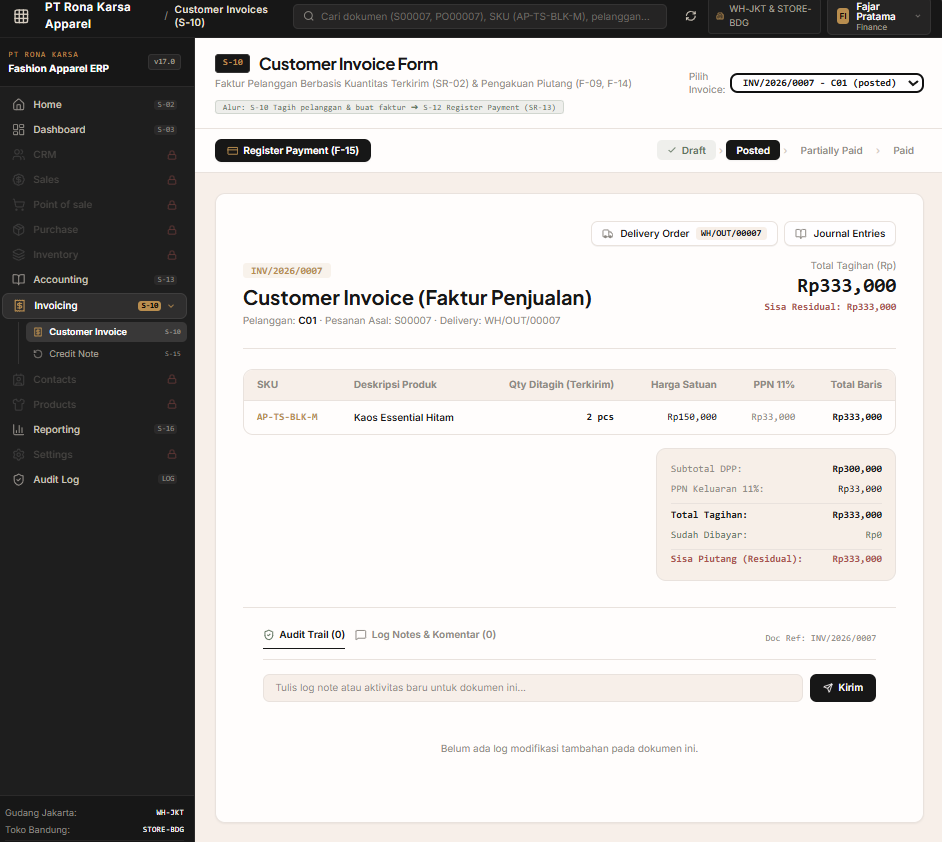 PT Rona Karsa Apparel / Customer Invoices (S-10)
Cari dokumen (S00007, PO00007), SKU (AP-TS-BLK-M), pelanggan...
WH-JKT & STORE-BDG
FI Fajar Pratama
Finance
PT RONA KARSA
Fashion Apparel ERP
v17.0
Home S-02
Dashboard S-03
CRM
Sales
Point of sale
Purchase
Inventory
Accounting S-13
Invoicing S-10
Customer Invoice S-10
Credit Note S-15
Contacts
Products
Reporting S-16
Settings
Audit Log LOG
Gudang Jakarta: WH-JKT
Toko Bandung: STORE-BDG
S-10 Customer Invoice Form
Faktur Pelanggan Berbasis Kuantitas Terkirim (SR-02) & Pengakuan Piutang (F-09, F-14)
Alur: S-10 Tagih pelanggan & buat faktur → S-12 Register Payment (SR-13)
Pilih Invoice: INV/2026/0007 - C01 (posted)
Register Payment (F-15)
Draft › Posted › Partially Paid › Paid
Delivery Order WH/OUT/00007
Journal Entries
INV/2026/0007
Customer Invoice (Faktur Penjualan)
Pelanggan: C01 · Pesanan Asal: S00007 · Delivery: WH/OUT/00007
Total Tagihan (Rp)
Rp333,000
Sisa Residual: Rp333,000
SKU Deskripsi Produk Qty Ditagih (Terkirim) Harga Satuan PPN 11% Total Baris
AP-TS-BLK-M Kaos Essential Hitam 2 pcs Rp150,000 Rp33,000 Rp333,000
Subtotal DPP: Rp300,000
PPN Keluaran 11%: Rp33,000
Total Tagihan: Rp333,000
Sudah Dibayar: Rp0
Sisa Piutang (Residual): Rp333,000
Audit Trail (0) Log Notes & Komentar (0)
Doc Ref: INV/2026/0007
Tulis log note atau aktivitas baru untuk dokumen ini...
Kirim
Belum ada log modifikasi tambahan pada dokumen ini.